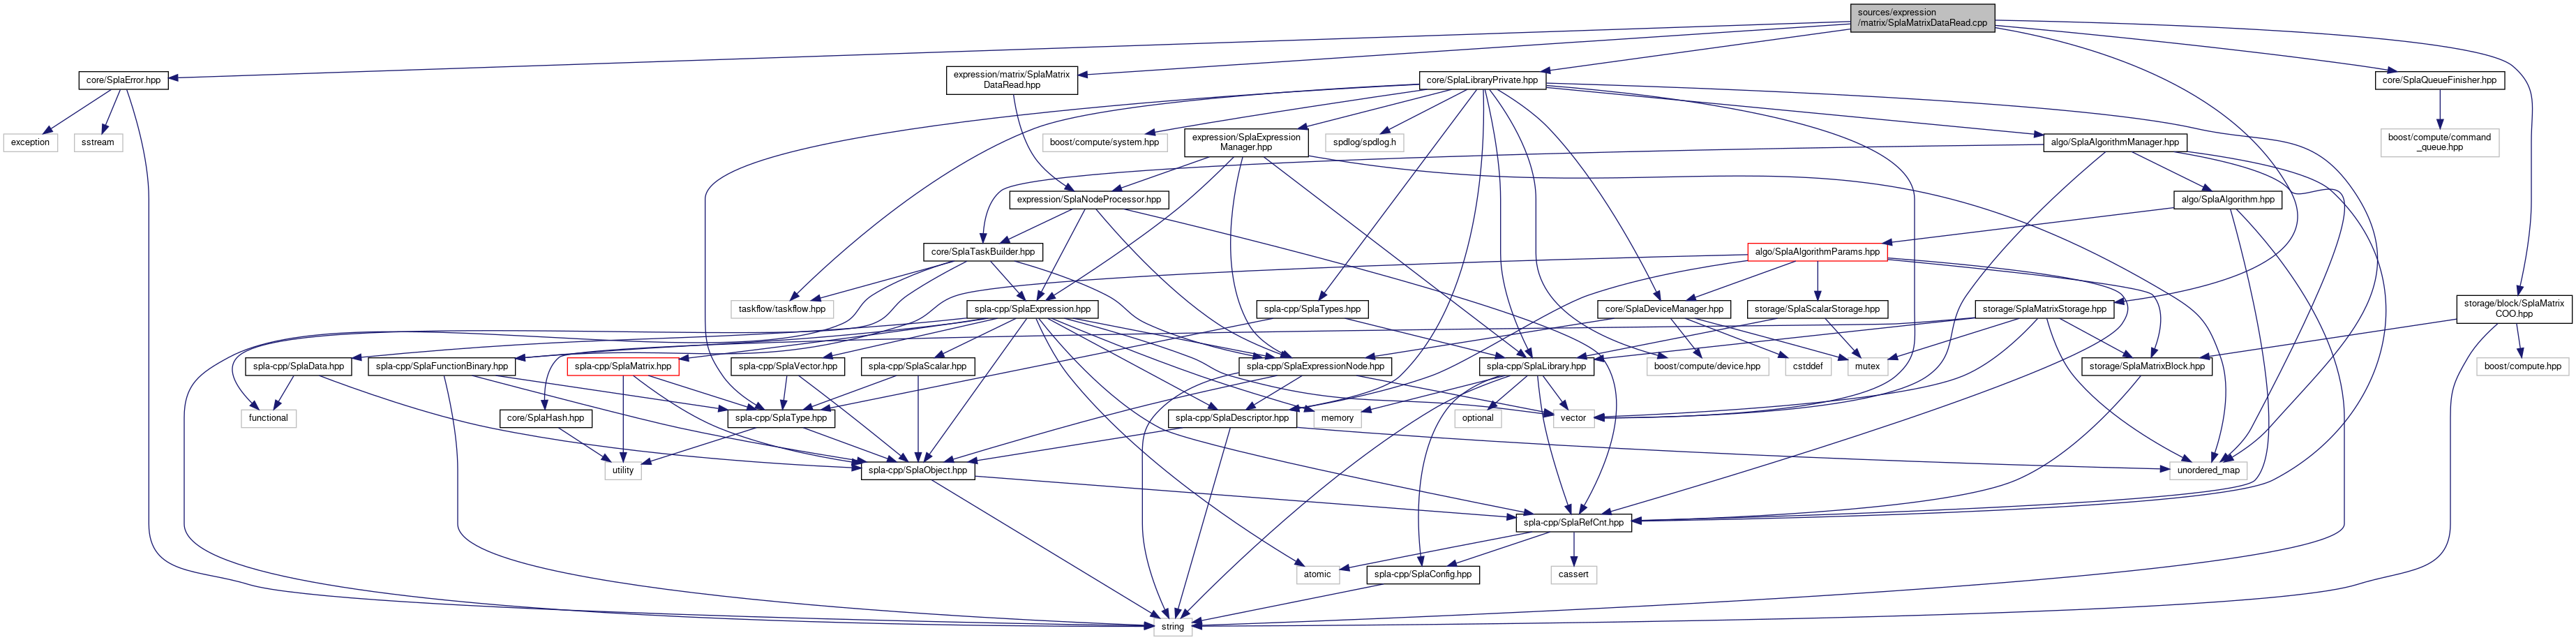 sources/expression
/matrix/SplaMatrixDataRead.cpp
core/SplaError.hpp
expression/matrix/SplaMatrix
DataRead.hpp
core/SplaLibraryPrivate.hpp
core/SplaQueueFinisher.hpp
exception
sstream
boost/compute/system.hpp
expression/SplaExpression
Manager.hpp
spdlog/spdlog.h
algo/SplaAlgorithmManager.hpp
boost/compute/command
_queue.hpp
expression/SplaNodeProcessor.hpp
algo/SplaAlgorithm.hpp
core/SplaTaskBuilder.hpp
algo/SplaAlgorithmParams.hpp
taskflow/taskflow.hpp
spla-cpp/SplaExpression.hpp
spla-cpp/SplaTypes.hpp
core/SplaDeviceManager.hpp
storage/SplaScalarStorage.hpp
storage/SplaMatrixStorage.hpp
storage/block/SplaMatrix
COO.hpp
spla-cpp/SplaData.hpp
spla-cpp/SplaFunctionBinary.hpp
spla-cpp/SplaMatrix.hpp
spla-cpp/SplaVector.hpp
spla-cpp/SplaScalar.hpp
spla-cpp/SplaExpressionNode.hpp
spla-cpp/SplaLibrary.hpp
boost/compute/device.hpp
cstddef
mutex
storage/SplaMatrixBlock.hpp
boost/compute.hpp
functional
core/SplaHash.hpp
spla-cpp/SplaType.hpp
spla-cpp/SplaDescriptor.hpp
memory
optional
vector
utility
spla-cpp/SplaObject.hpp
unordered_map
spla-cpp/SplaRefCnt.hpp
atomic
spla-cpp/SplaConfig.hpp
cassert
string